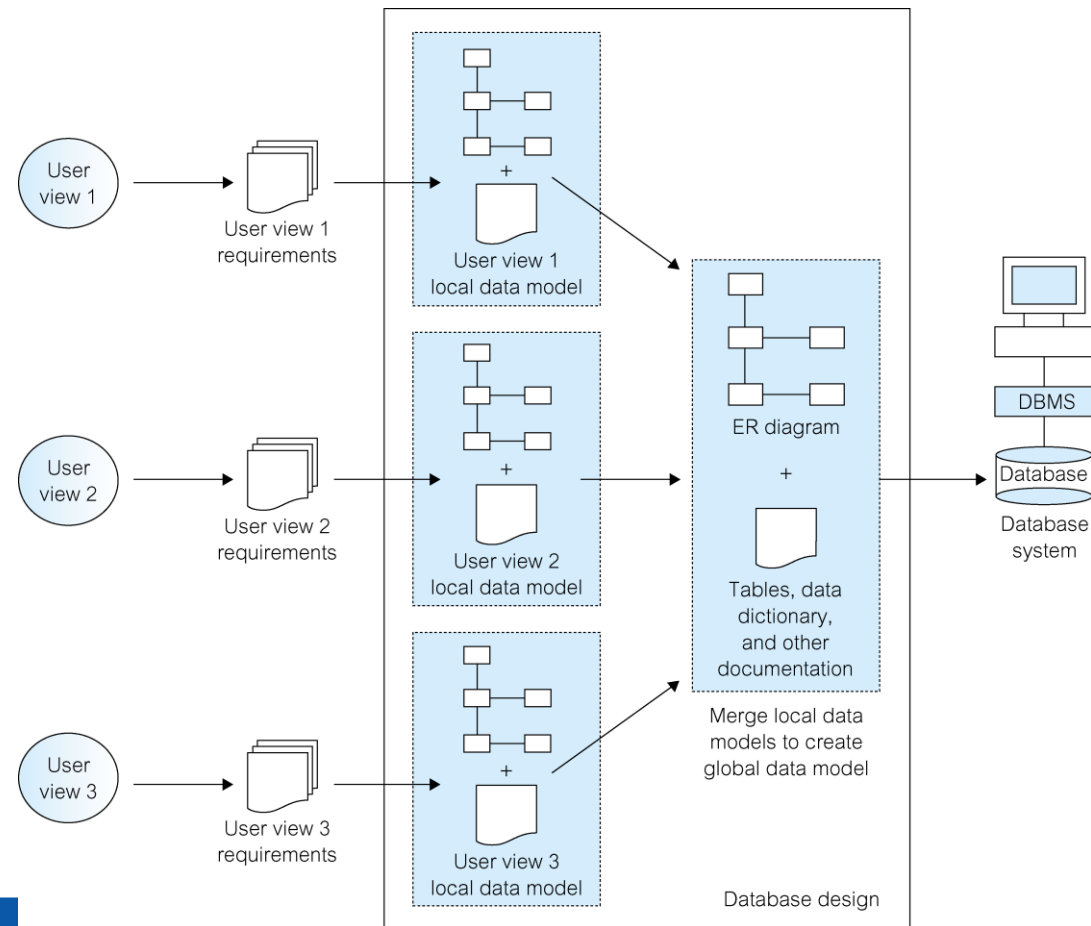 User
view 1
User view 1
requirements
+
User view 1
local data model
User
view 2
User view 2
requirements
+
User view 2
local data model
User
view 3
User view 3
requirements
+
User view 3
local data model
ER diagram
+
Tables, data
dictionary,
and other
documentation
Merge local data
models to create
global data model
DBMS
Database
Database
system
Database design